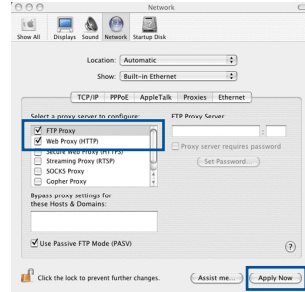 Network
Show All Displays Sound Network Startup Disk
Location: Automatic
Show: Built-in Ethernet
TCP/IP PPPoE AppleTalk Proxies Ethernet
Select a proxy server to configure: FTP Proxy Server
FTP Proxy
Web Proxy (HTTP)
Secure Web Proxy (HTTPS)
Streaming Proxy (RTSP)
SOCKS Proxy
Gopher Proxy
:
Proxy server requires password
Set Password...
Bypass proxy settings for
these Hosts & Domains:
Use Passive FTP Mode (PASV)
?
Click the lock to prevent further changes.
Assist me...
Apply Now